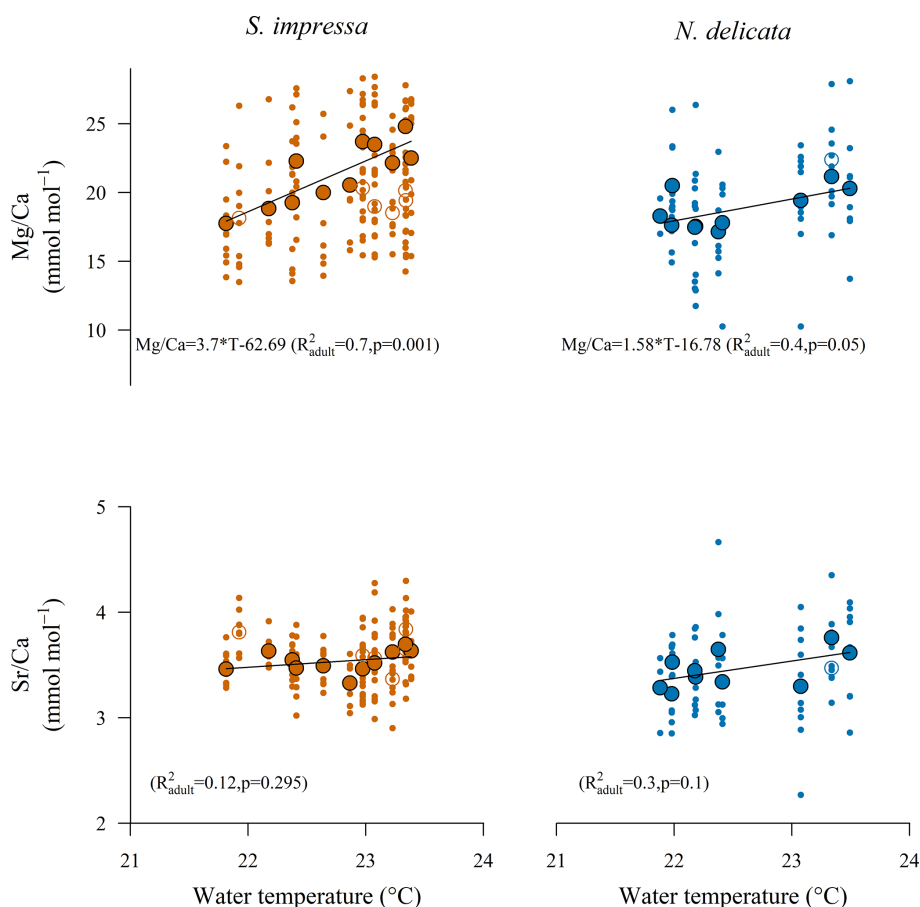 S. impressa
N. delicata
Mg/Ca
(mmol mol⁻¹)
25
20
15
10
Mg/Ca=3.7*T-62.69 (R²adult=0.7,p=0.001)
Mg/Ca=1.58*T-16.78 (R²adult=0.4,p=0.05)
Sr/Ca
(mmol mol⁻¹)
5
4
3
2
(R²adult=0.12,p=0.295)
(R²adult=0.3,p=0.1)
21 22 23 24
21 22 23 24
Water temperature (°C)
Water temperature (°C)